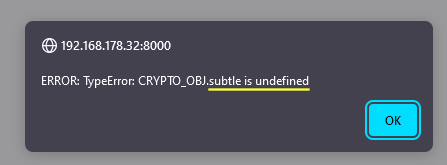 192.168.178.32:8000
ERROR: TypeError: CRYPTO_OBJ.subtle is undefined
OK